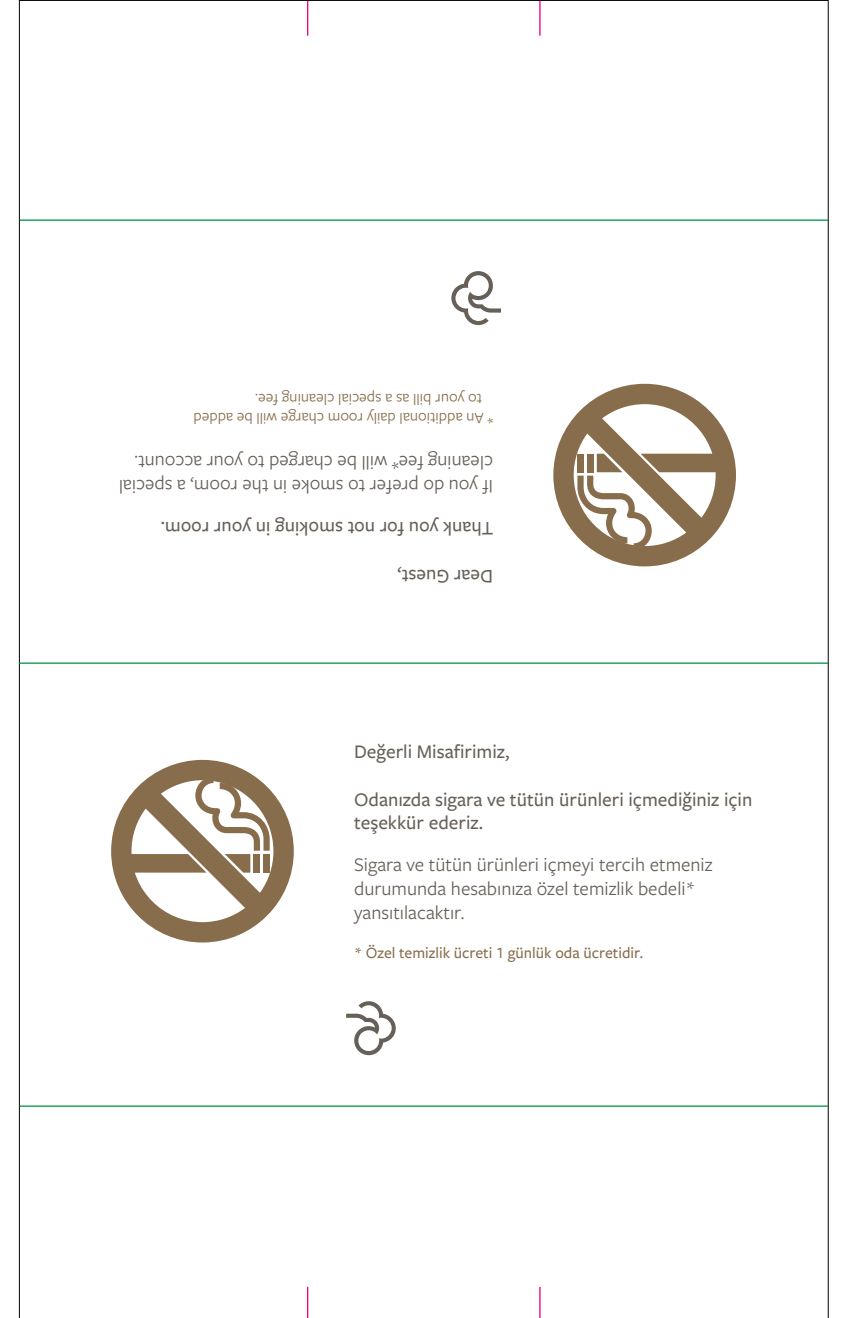 Dear Guest,
Thank you for not smoking in your room.
If you do prefer to smoke in the room, a special
cleaning fee* will be charged to your account.
* An additional daily room charge will be added
to your bill as a special cleaning fee.
Değerli Misafirimiz,
Odanızda sigara ve tütün ürünleri içmediğiniz için
teşekkür ederiz.
Sigara ve tütün ürünleri içmeyi tercih etmeniz
durumunda hesabınıza özel temizlik bedeli*
yansıtılacaktır.
* Özel temizlik ücreti 1 günlük oda ücretidir.